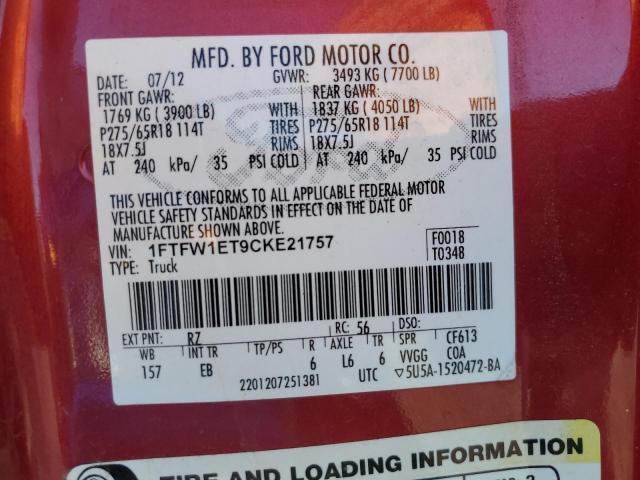 MFD. BY FORD MOTOR CO.
DATE: 07/12 GVWR: 3493 KG ( 7700 LB)
FRONT GAWR: REAR GAWR:
1769 KG ( 3900 LB) WITH 1837 KG ( 4050 LB) WITH
P275/65R18 114T TIRES P275/65R18 114T TIRES
18X7.5J RIMS 18X7.5J RIMS
AT 240 kPa/ 35 PSI COLD AT 240 kPa/ 35 PSI COLD
THIS VEHICLE CONFORMS TO ALL APPLICABLE FEDERAL MOTOR
VEHICLE SAFETY STANDARDS IN EFFECT ON THE DATE OF
MANUFACTURE SHOWN ABOVE.
VIN: 1FTFW1ET9CKE21757 F0018
TYPE: Truck T0348
EXT PNT: RZ RC: 56 DSO:
WB INT TR TP/PS R AXLE TR SPR CF613
157 EB 6 L6 6 VVGG COA
2201207251381 UTC ▽5U5A-1520472-BA
TIRE AND LOADING INFORMATION